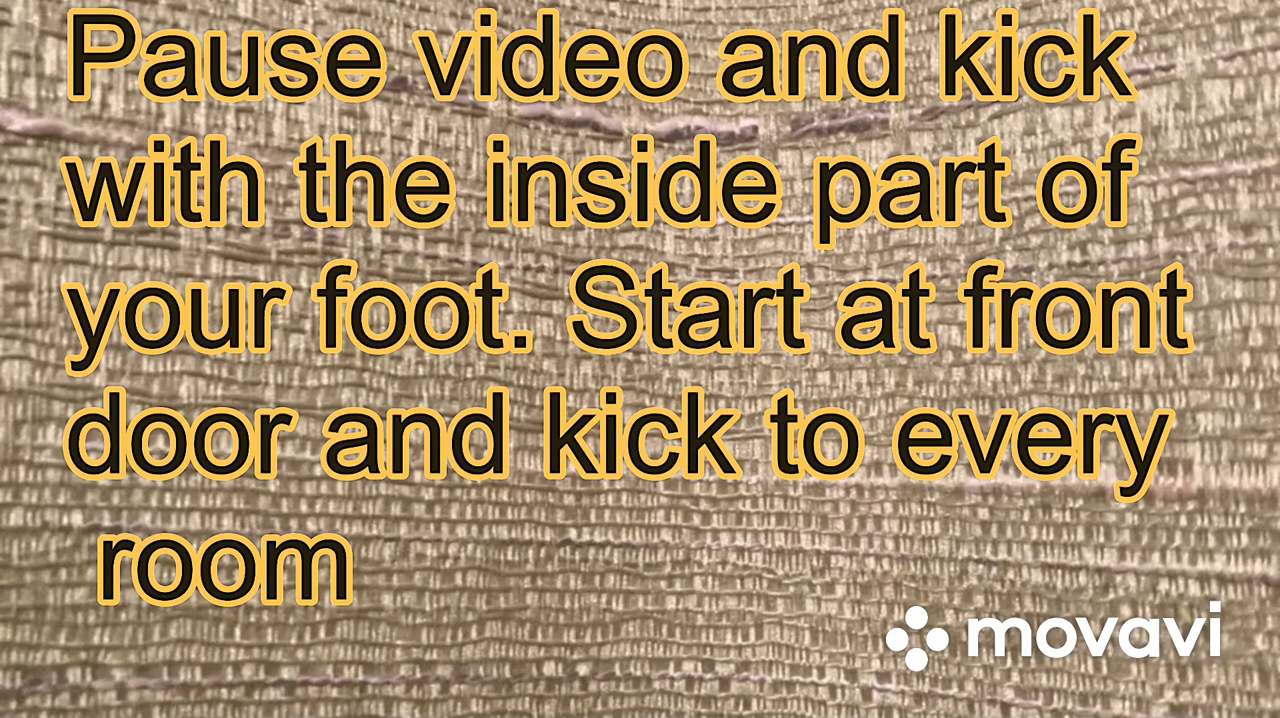 Pause video and kick
with the inside part of
your foot. Start at front
door and kick to every
room
movavi